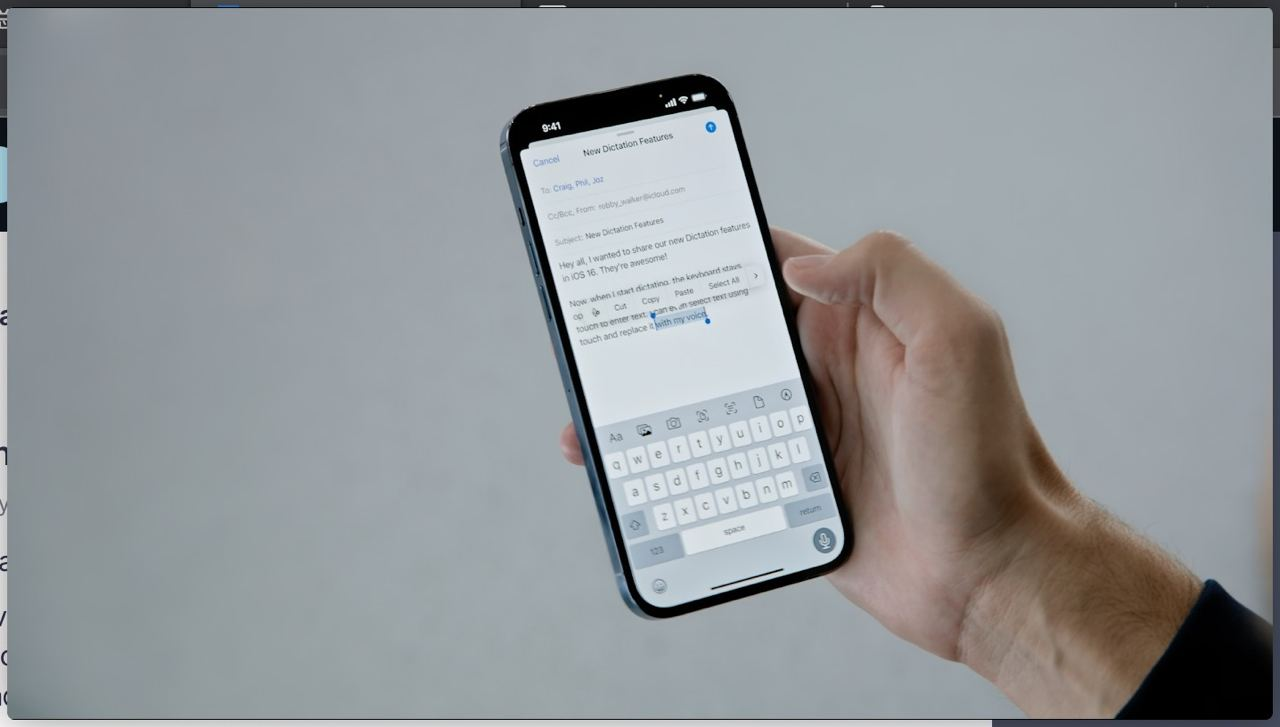 9:41
Cancel
New Dictation Features
To: Craig, Phil, Joz
Cc/Bcc, From: robby_walker@icloud.com
Subject: New Dictation Features
Hey all, I wanted to share our new Dictation features
in iOS 16. They're awesome!
Now when I start dictating, the keyboard stays
Cut Copy Paste Select All
op
touch to enter text. I can even select text using
touch and replace it with my voice
Aa
q w e r t y u i o p
a s d f g h j k l
z x c v b n m
123 space return